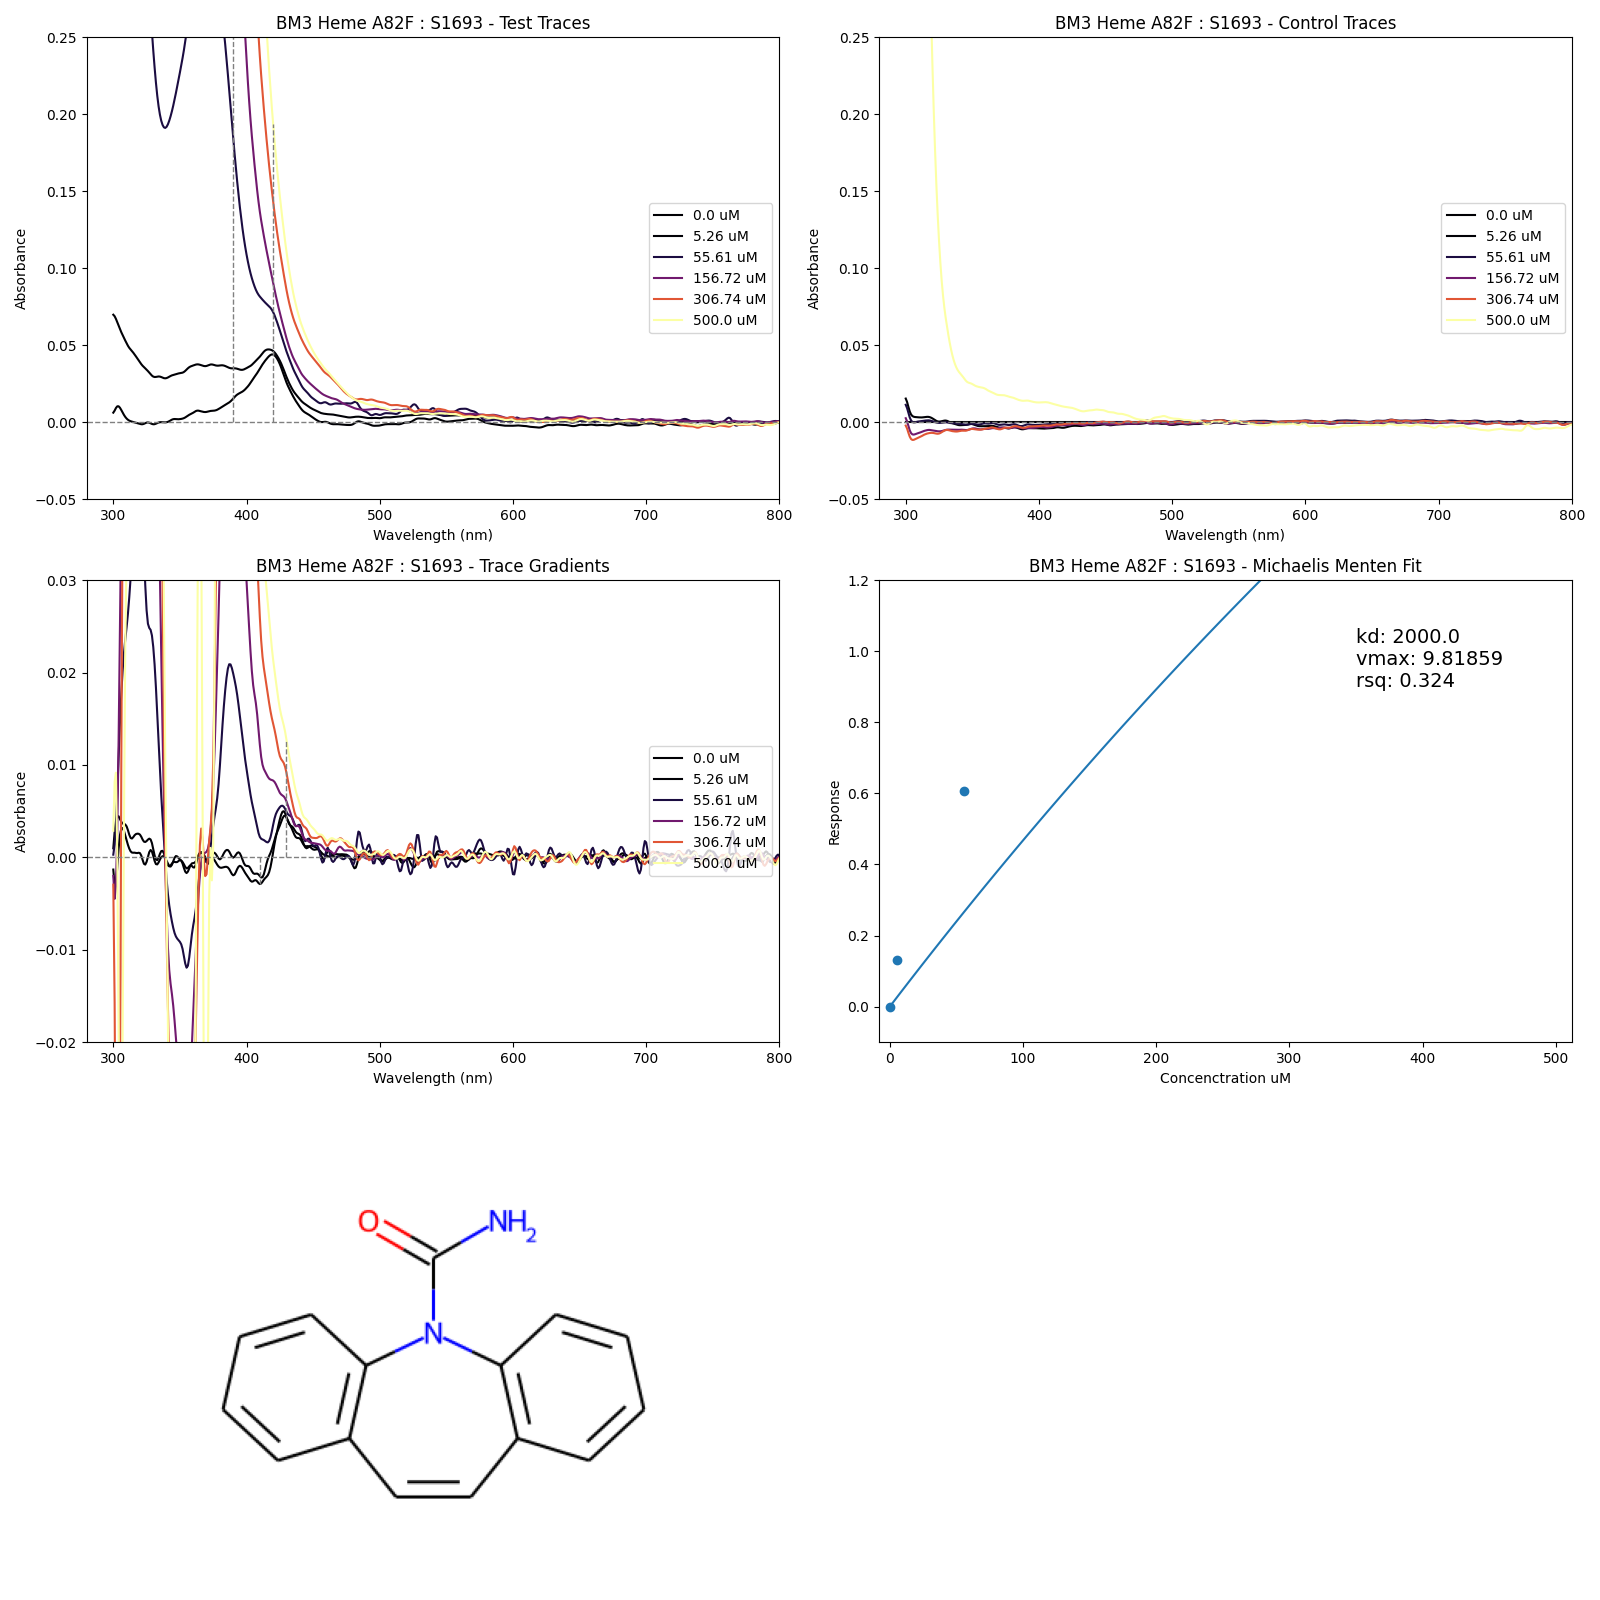 BM3 Heme A82F : S1693 - Test Traces
0.25
0.20
0.15
0.10
0.05
0.00
−0.05
Absorbance
300 400 500 600 700 800
Wavelength (nm)
0.0 uM
5.26 uM
55.61 uM
156.72 uM
306.74 uM
500.0 uM
BM3 Heme A82F : S1693 - Control Traces
0.25
0.20
0.15
0.10
0.05
0.00
−0.05
Absorbance
300 400 500 600 700 800
Wavelength (nm)
0.0 uM
5.26 uM
55.61 uM
156.72 uM
306.74 uM
500.0 uM
BM3 Heme A82F : S1693 - Trace Gradients
0.03
0.02
0.01
0.00
−0.01
−0.02
Absorbance
300 400 500 600 700 800
Wavelength (nm)
0.0 uM
5.26 uM
55.61 uM
156.72 uM
306.74 uM
500.0 uM
BM3 Heme A82F : S1693 - Michaelis Menten Fit
1.2
1.0
0.8
0.6
0.4
0.2
0.0
Response
0 100 200 300 400 500
Concenctration uM
kd: 2000.0
vmax: 9.81859
rsq: 0.324
O NH2
N